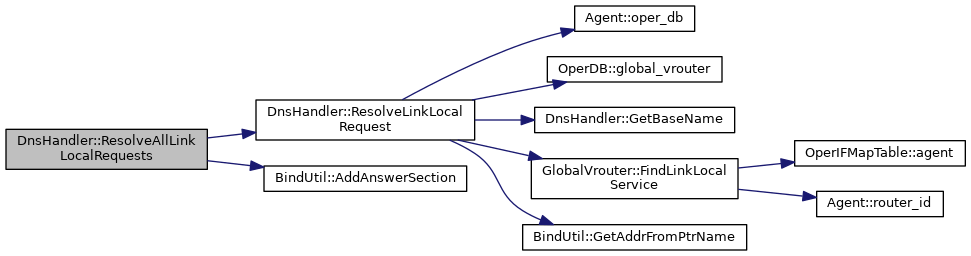 DnsHandler::ResolveAllLink
LocalRequests
DnsHandler::ResolveLinkLocal
Request
BindUtil::AddAnswerSection
Agent::oper_db
OperDB::global_vrouter
DnsHandler::GetBaseName
GlobalVrouter::FindLinkLocal
Service
BindUtil::GetAddrFromPtrName
OperIFMapTable::agent
Agent::router_id